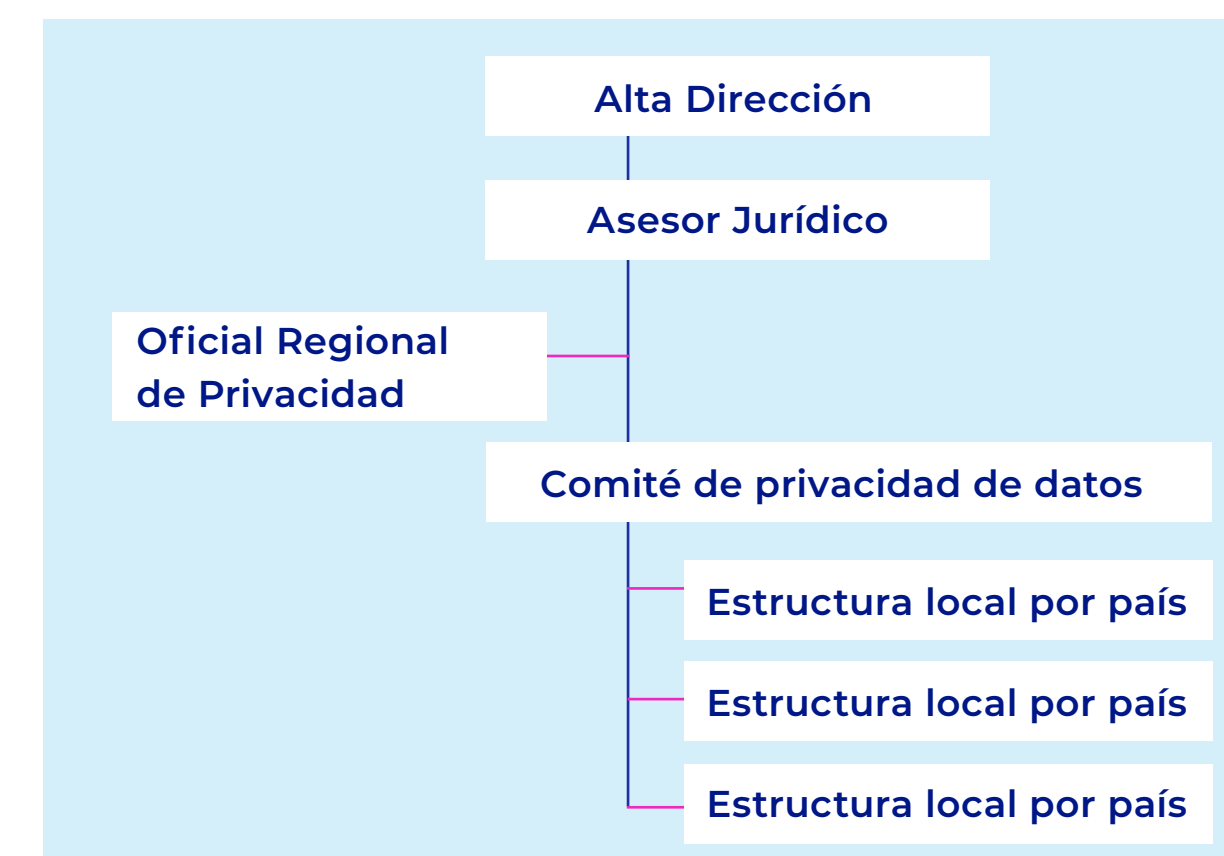 Alta Dirección
Asesor Jurídico
Oficial Regional
de Privacidad
Comité de privacidad de datos
Estructura local por país
Estructura local por país
Estructura local por país